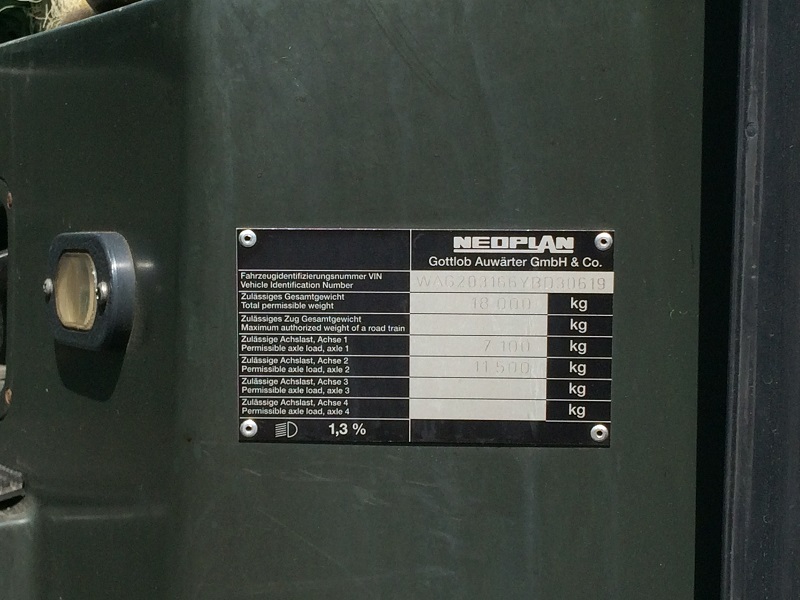 NEOPLAN
Gottlob Auwärter GmbH & Co.
Fahrzeugidentifizierungsnummer VIN
Vehicle Identification Number
Zulässiges Gesamtgewicht
Total permissible weight
18.000 kg
Zulässiges Zug Gesamtgewicht
Maximum authorized weight of a road train
kg
Zulässige Achslast, Achse 1
Permissible axle load, axle 1
7.100 kg
Zulässige Achslast, Achse 2
Permissible axle load, axle 2
11.500 kg
Zulässige Achslast, Achse 3
Permissible axle load, axle 3
kg
Zulässige Achslast, Achse 4
Permissible axle load, axle 4
kg
1,3 %